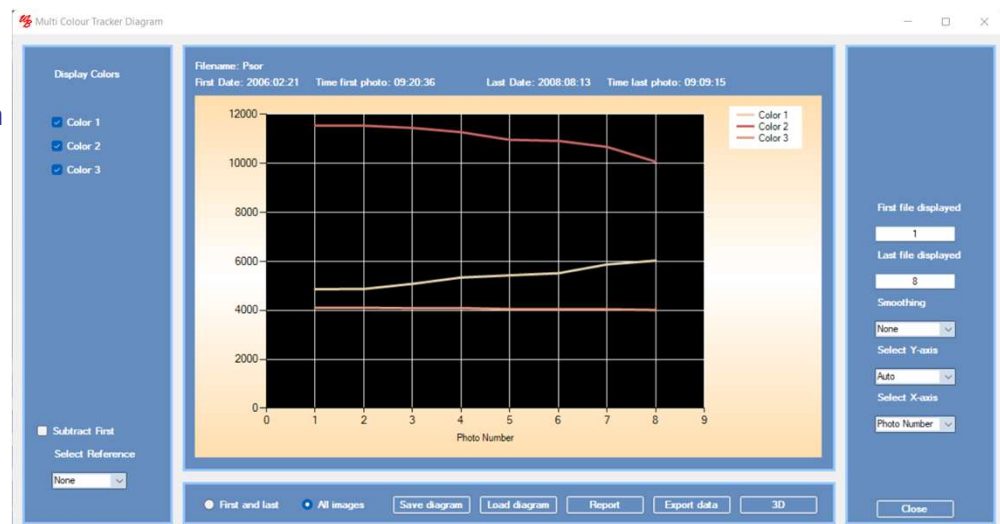 Multi Colour Tracker Diagram
Display Colors
Color 1
Color 2
Color 3
Subtract First
Select Reference
None
Filename: Psor
First Date: 2006:02:21 Time first photo: 09:20:36 Last Date: 2008:08:13 Time last photo: 09:09:15
12000
10000
8000
6000
4000
2000
0
0 1 2 3 4 5 6 7 8 9
Photo Number
Color 1
Color 2
Color 3
First and last
All images
Save diagram
Load diagram
Report
Export data
3D
First file displayed
1
Last file displayed
8
Smoothing
None
Select Y-axis
Auto
Select X-axis
Photo Number
Close